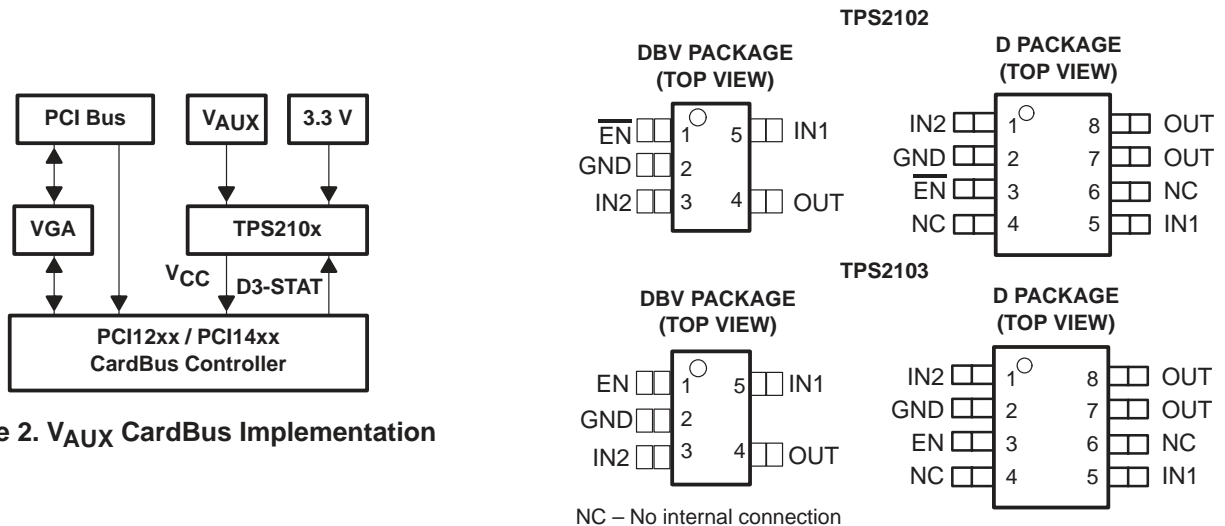 PCI Bus
VAUX
3.3 V
VGA
TPS210x
VCC
D3-STAT
PCI12xx / PCI14xx
CardBus Controller
e 2. VAUX CardBus Implementation
TPS2102
DBV PACKAGE
(TOP VIEW)
EN 1 5 IN1
GND 2
IN2 3 4 OUT
D PACKAGE
(TOP VIEW)
IN2 1 8 OUT
GND 2 7 OUT
EN 3 6 NC
NC 4 5 IN1
TPS2103
DBV PACKAGE
(TOP VIEW)
EN 1 5 IN1
GND 2
IN2 3 4 OUT
D PACKAGE
(TOP VIEW)
IN2 1 8 OUT
GND 2 7 OUT
EN 3 6 NC
NC 4 5 IN1
NC – No internal connection